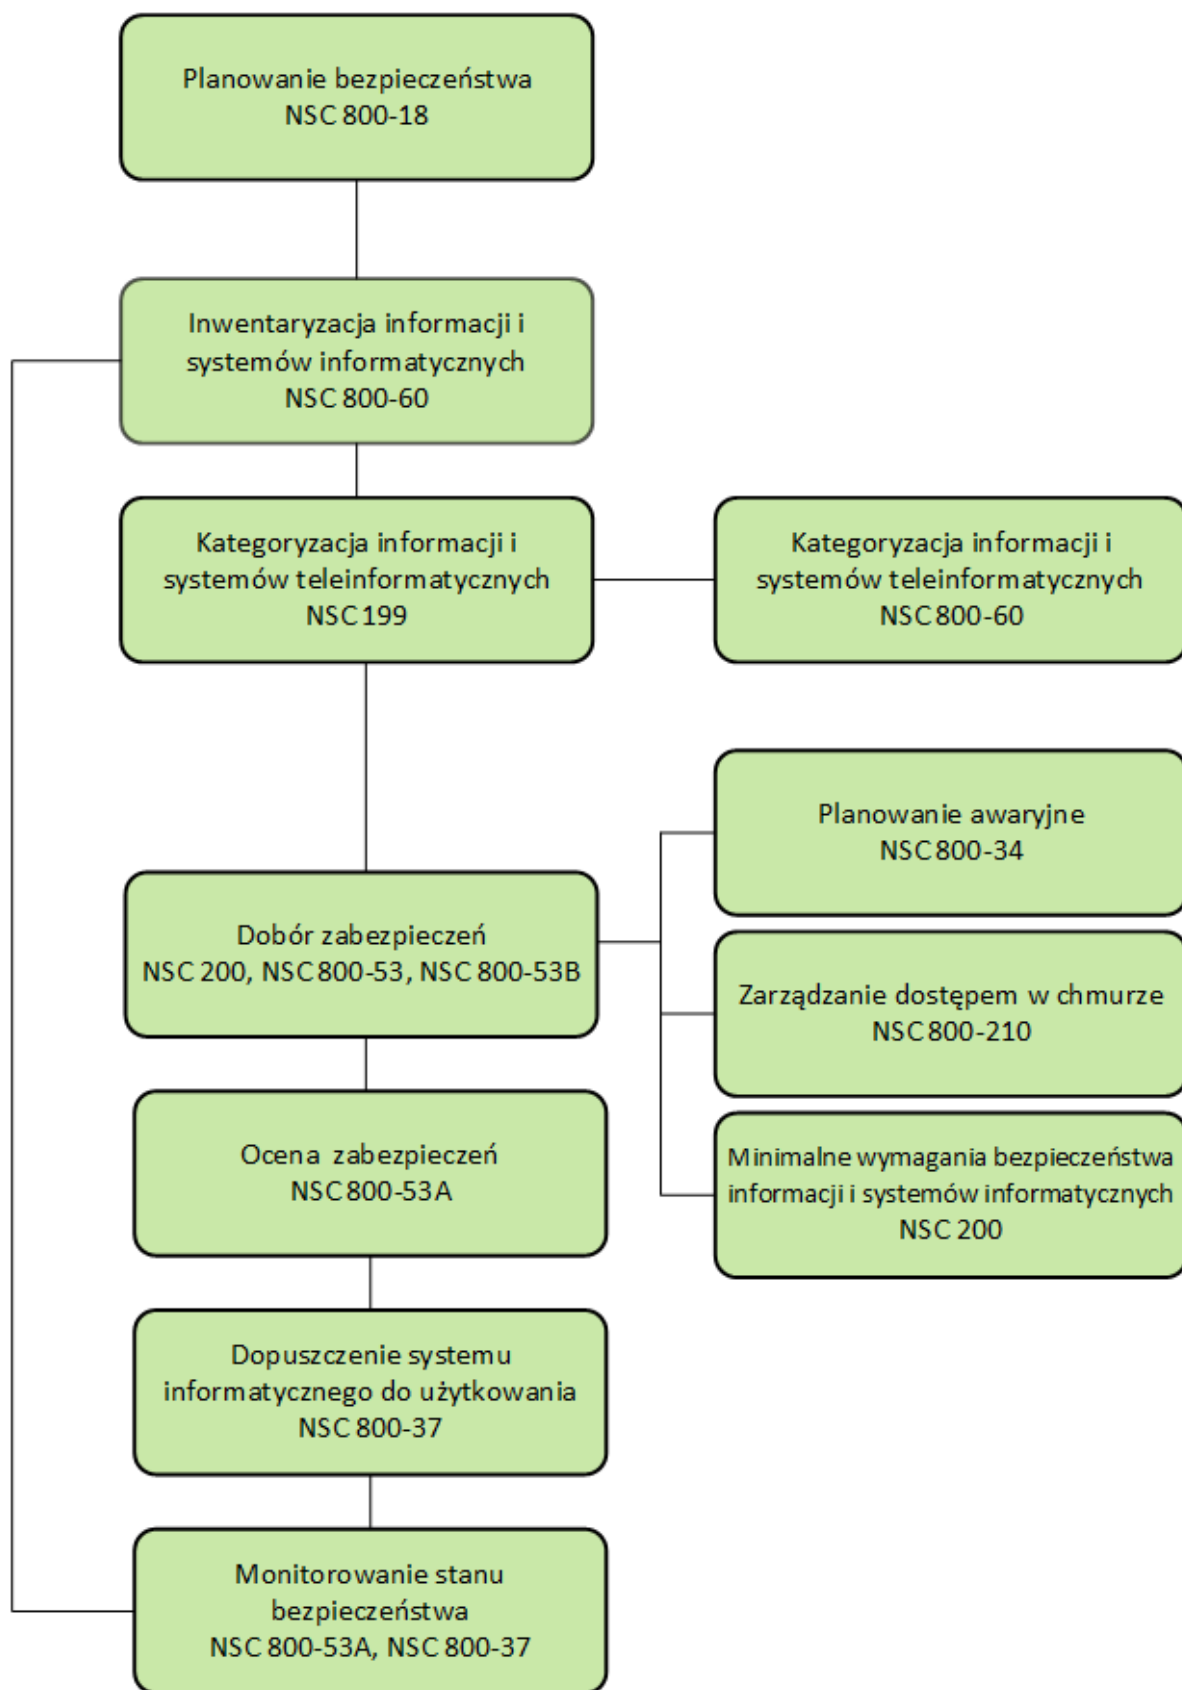 Planowanie bezpieczeństwa
NSC 800-18
Inwentaryzacja informacji i
systemów informatycznych
NSC 800-60
Kategoryzacja informacji i
systemów teleinformatycznych
NSC 199
Kategoryzacja informacji i
systemów teleinformatycznych
NSC 800-60
Planowanie awaryjne
NSC 800-34
Dobór zabezpieczeń
NSC 200, NSC 800-53, NSC 800-53B
Zarządzanie dostępem w chmurze
NSC 800-210
Minimalne wymagania bezpieczeństwa
informacji i systemów informatycznych
NSC 200
Ocena zabezpieczeń
NSC 800-53A
Dopuszczenie systemu
informatycznego do użytkowania
NSC 800-37
Monitorowanie stanu
bezpieczeństwa
NSC 800-53A, NSC 800-37